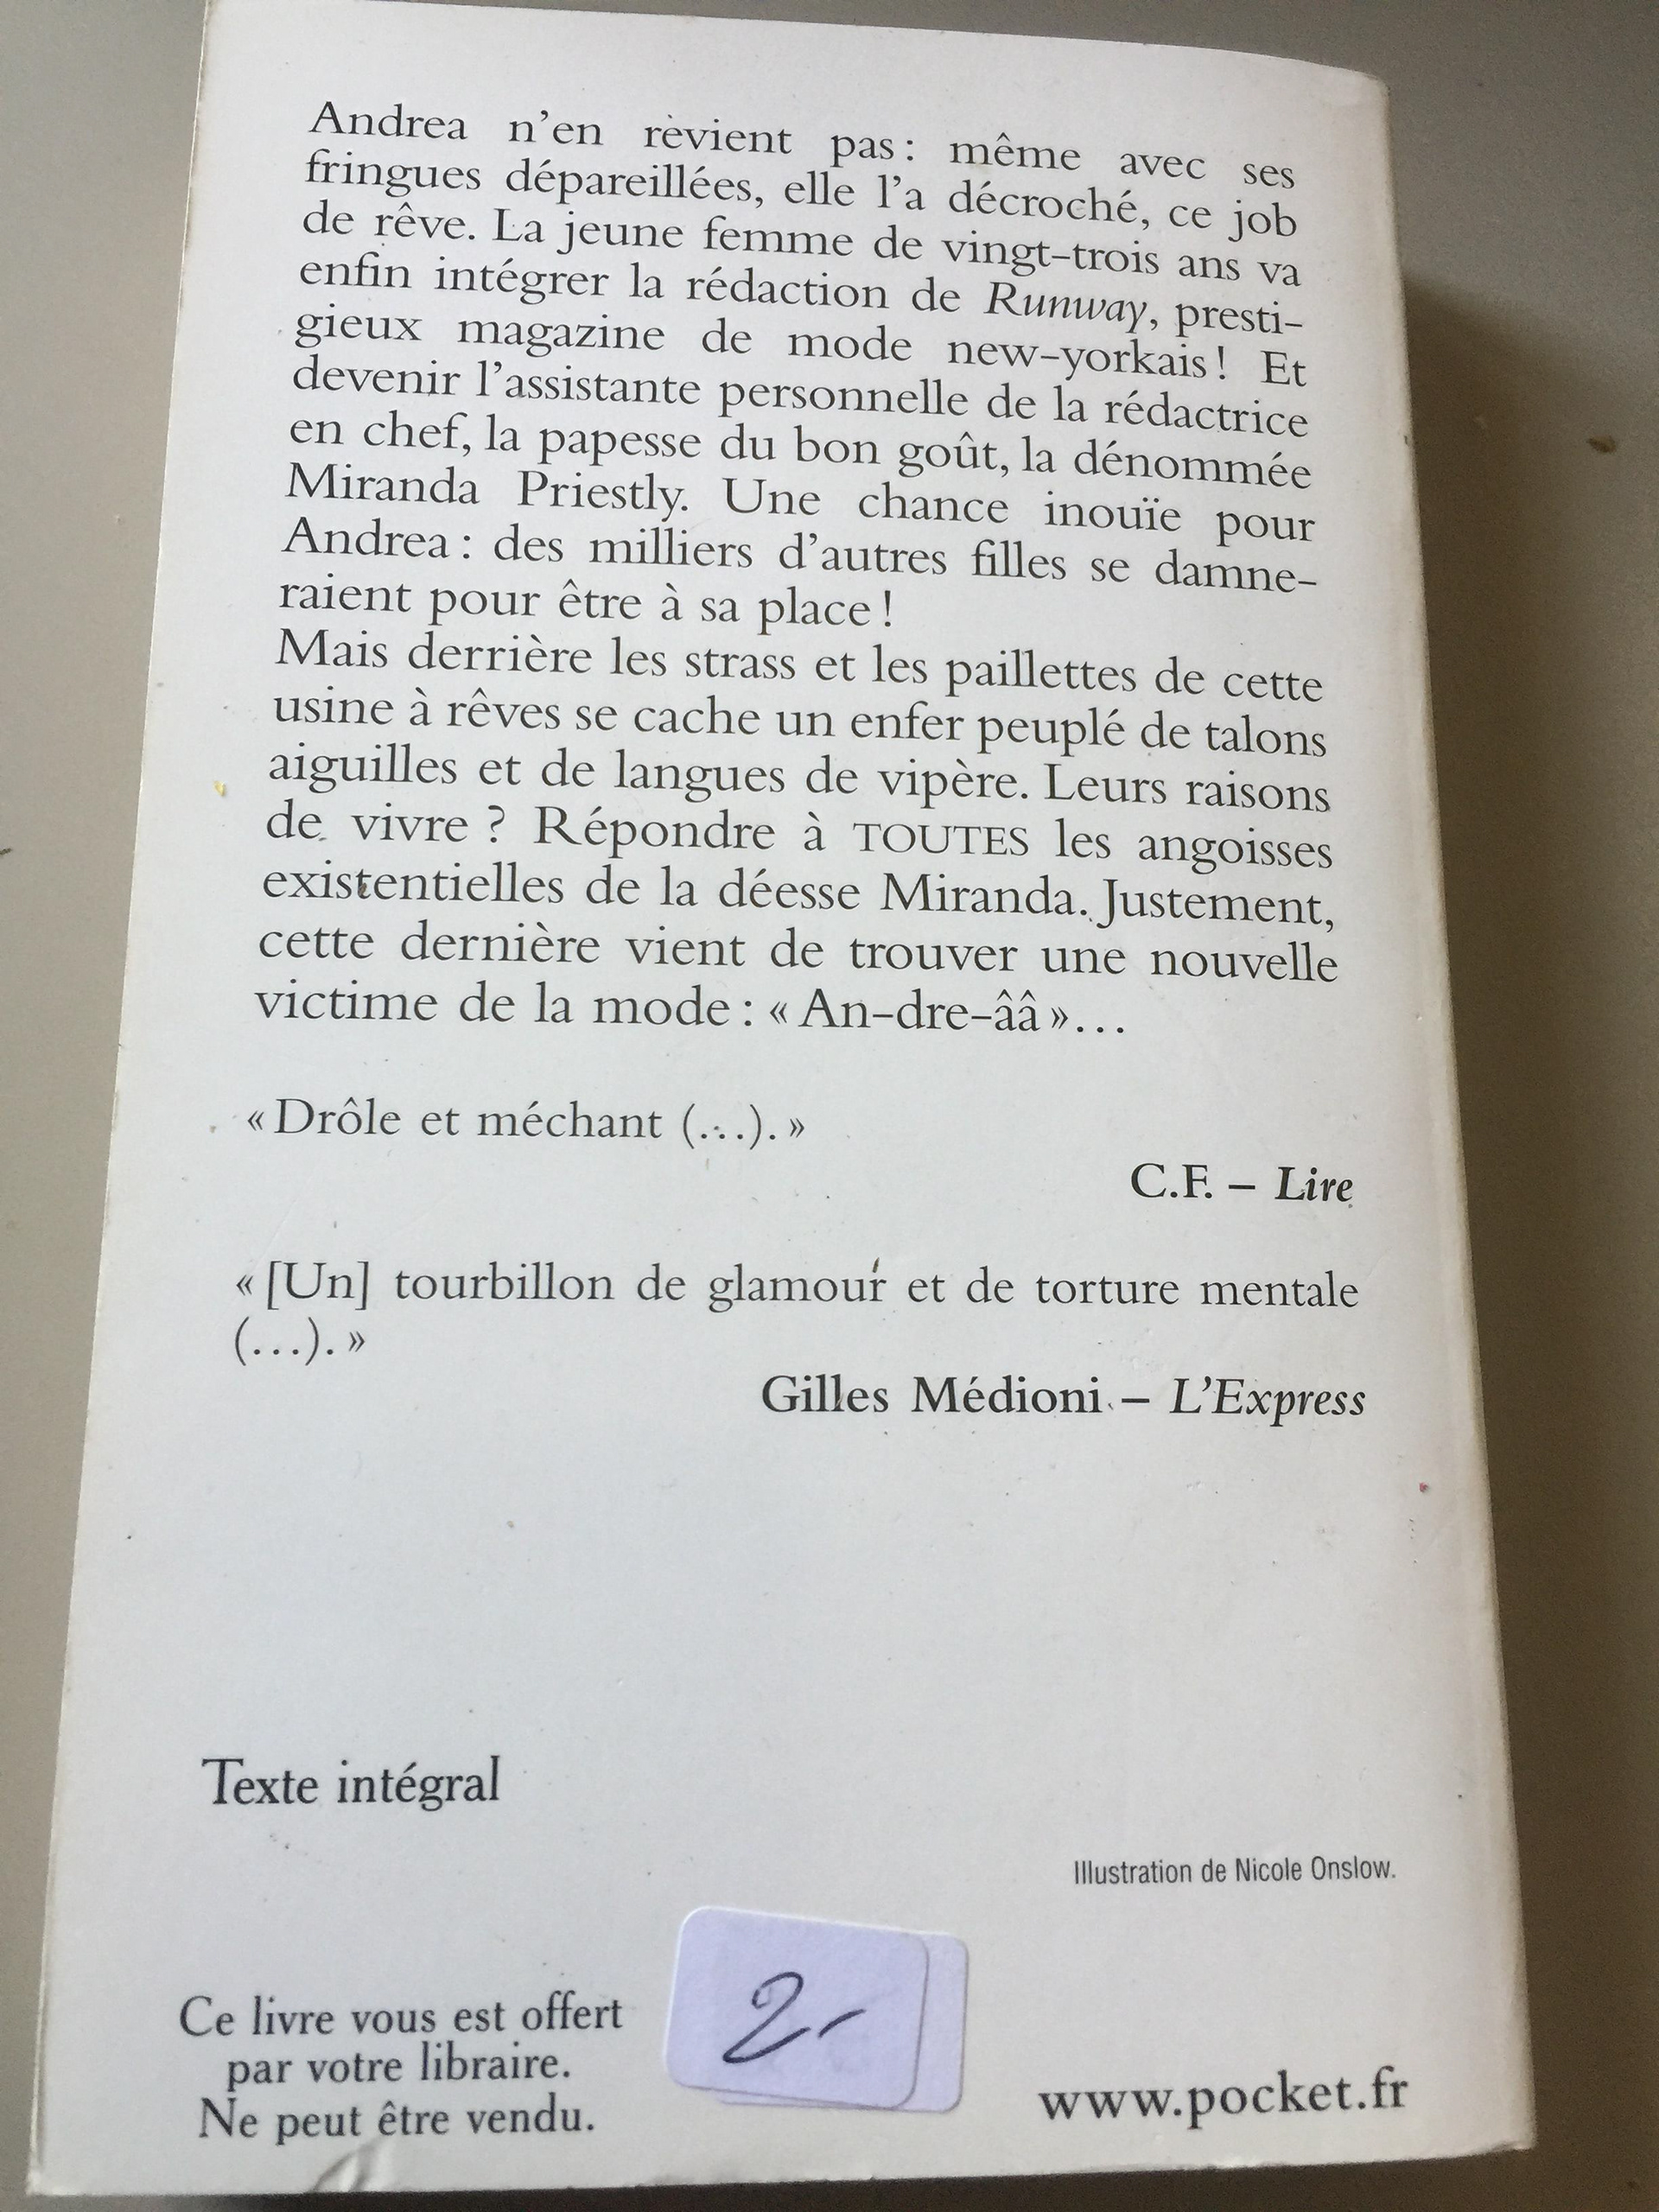 Andrea n'en revient pas : même avec ses
fringues dépareillées, elle l'a décroché, ce job
de rêve. La jeune femme de vingt-trois ans va
enfin intégrer la rédaction de Runway, presti-
gieux magazine de mode new-yorkais ! Et
devenir l'assistante personnelle de la rédactrice
en chef, la papesse du bon goût, la dénommée
Miranda Priestly. Une chance inouïe pour
Andrea : des milliers d'autres filles se damne-
raient pour être à sa place !
Mais derrière les strass et les paillettes de cette
usine à rêves se cache un enfer peuplé de talons
aiguilles et de langues de vipère. Leurs raisons
de vivre ? Répondre à TOUTES les angoisses
existentielles de la déesse Miranda. Justement,
cette dernière vient de trouver une nouvelle
victime de la mode : « An-dre-ââ »...
« Drôle et méchant (...). »
C.F. – Lire
« [Un] tourbillon de glamour et de torture mentale
(...). »
Gilles Médioni – L'Express
Texte intégral
Illustration de Nicole Onslow.
Ce livre vous est offert
par votre libraire.
Ne peut être vendu.
2-
www.pocket.fr